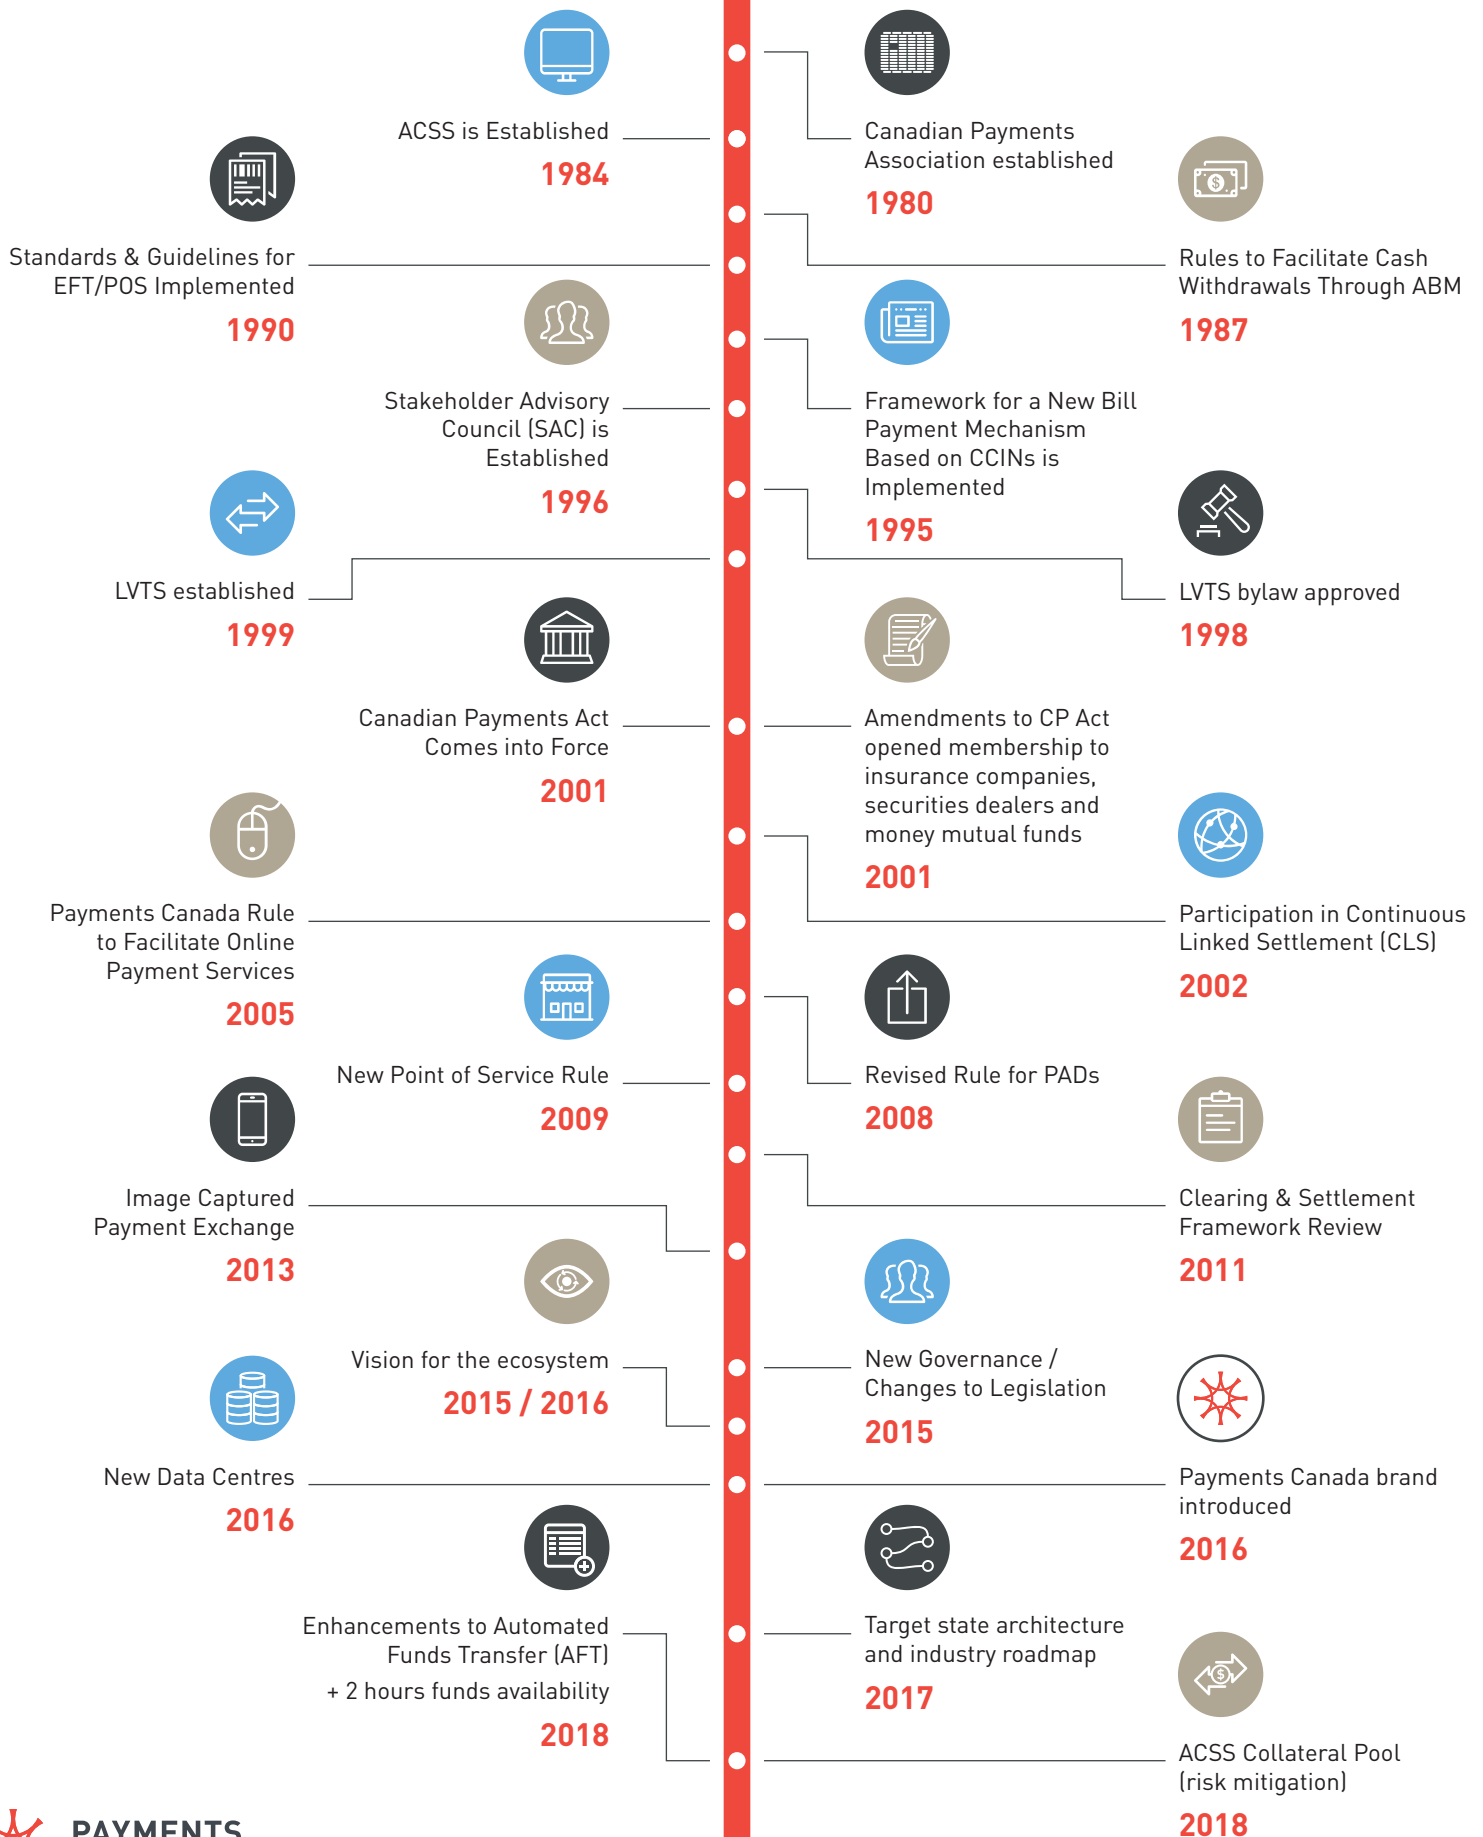 ACSS is Established
1984
Canadian Payments
Association established
1980
Standards & Guidelines for
EFT/POS Implemented
1990
Rules to Facilitate Cash
Withdrawals Through ABM
1987
Stakeholder Advisory
Council (SAC) is
Established
1996
Framework for a New Bill
Payment Mechanism
Based on CCINs is
Implemented
1995
LVTS established
1999
LVTS bylaw approved
1998
Canadian Payments Act
Comes into Force
2001
Amendments to CP Act
opened membership to
insurance companies,
securities dealers and
money mutual funds
2001
Payments Canada Rule
to Facilitate Online
Payment Services
2005
Participation in Continuous
Linked Settlement (CLS)
2002
New Point of Service Rule
2009
Revised Rule for PADs
2008
Image Captured
Payment Exchange
2013
Clearing & Settlement
Framework Review
2011
Vision for the ecosystem
2015 / 2016
New Governance /
Changes to Legislation
2015
New Data Centres
2016
Payments Canada brand
introduced
2016
Enhancements to Automated
Funds Transfer (AFT)
+ 2 hours funds availability
2018
Target state architecture
and industry roadmap
2017
ACSS Collateral Pool
(risk mitigation)
2018
PAYMENTS